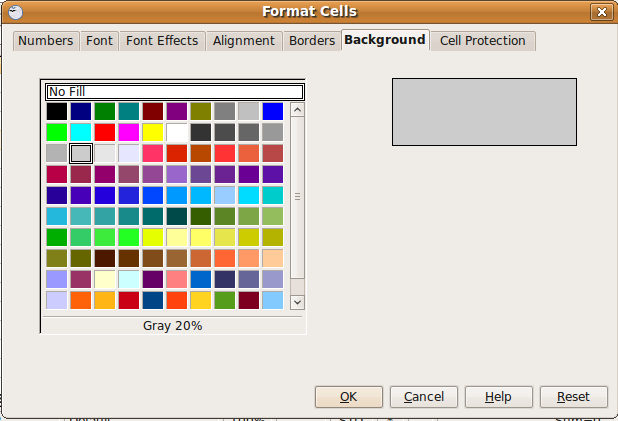 Format Cells
Numbers Font Font Effects Alignment Borders Background Cell Protection
No Fill
Gray 20%
OK Cancel Help Reset